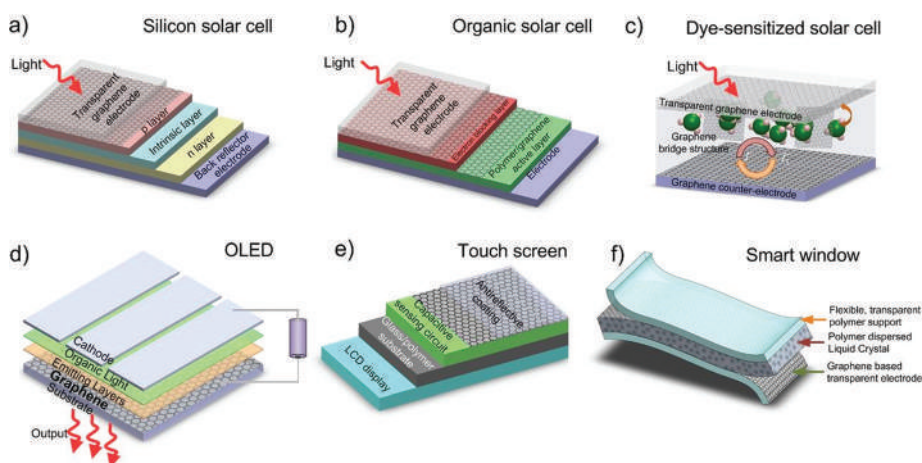 a) Silicon solar cell
Light
Transparent
graphene
electrode
p layer
Intrinsic layer
n layer
Back reflector
electrode
b) Organic solar cell
Light
Transparent
graphene
electrode
Electron blocking layer
Polymer/graphene
active layer
Electrode
c) Dye-sensitized solar cell
Light
Transparent graphene electrode
Graphene
bridge structure
Graphene counter-electrode
d) OLED
Cathode
Organic Light
Emitting Layers
Graphene
Substrate
Output
e) Touch screen
Antireflective
coating
Capacitive
sensing circuit
Glass/polymer
substrate
LCD display
f) Smart window
Flexible, transparent
polymer support
Polymer dispersed
Liquid Crystal
Graphene based
transparent electrode